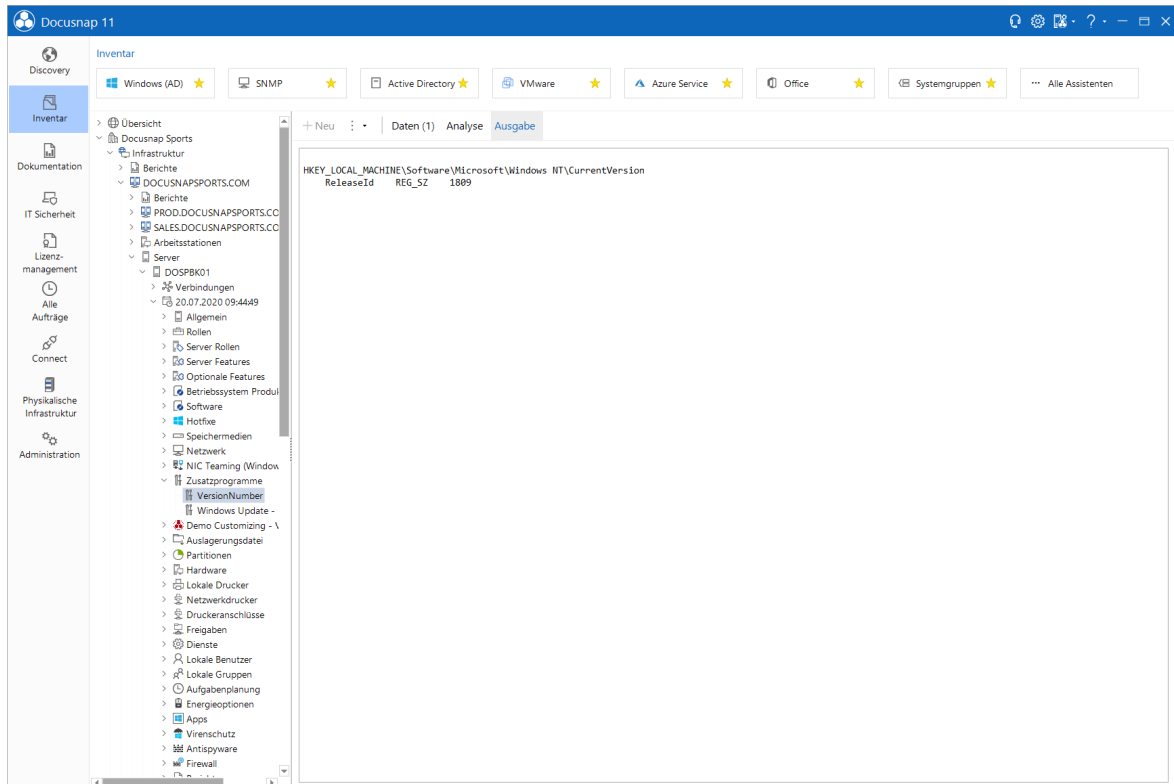 Docusnap 11
?
Discovery
Inventar
Dokumentation
IT Sicherheit
Lizenz-
management
Alle
Aufträge
Connect
Physikalische
Infrastruktur
Administration
Inventar
Windows (AD)
SNMP
Active Directory
VMware
Azure Service
Office
Systemgruppen
Alle Assistenten
Übersicht
Docusnap Sports
Infrastruktur
Berichte
DOCUSNAPSPORTS.COM
Berichte
PROD.DOCUSNAPSPORTS.CO
SALES.DOCUSNAPSPORTS.CO
Arbeitsstationen
Server
DOSPBK01
Verbindungen
20.07.2020 09:44:49
Allgemein
Rollen
Server Rollen
Server Features
Optionale Features
Betriebssystem Produk
Software
Hotfixe
Speichermedien
Netzwerk
NIC Teaming (Window
Zusatzprogramme
VersionNumber
Windows Update -
Demo Customizing - V
Auslagerungsdatei
Partitionen
Hardware
Lokale Drucker
Netzwerkdrucker
Druckeranschlüsse
Freigaben
Dienste
Lokale Benutzer
Lokale Gruppen
Aufgabenplanung
Energieoptionen
Apps
Virenschutz
Antispyware
Firewall
+ Neu Daten (1) Analyse Ausgabe
HKEY_LOCAL_MACHINE\Software\Microsoft\Windows NT\CurrentVersion
ReleaseId REG_SZ 1809